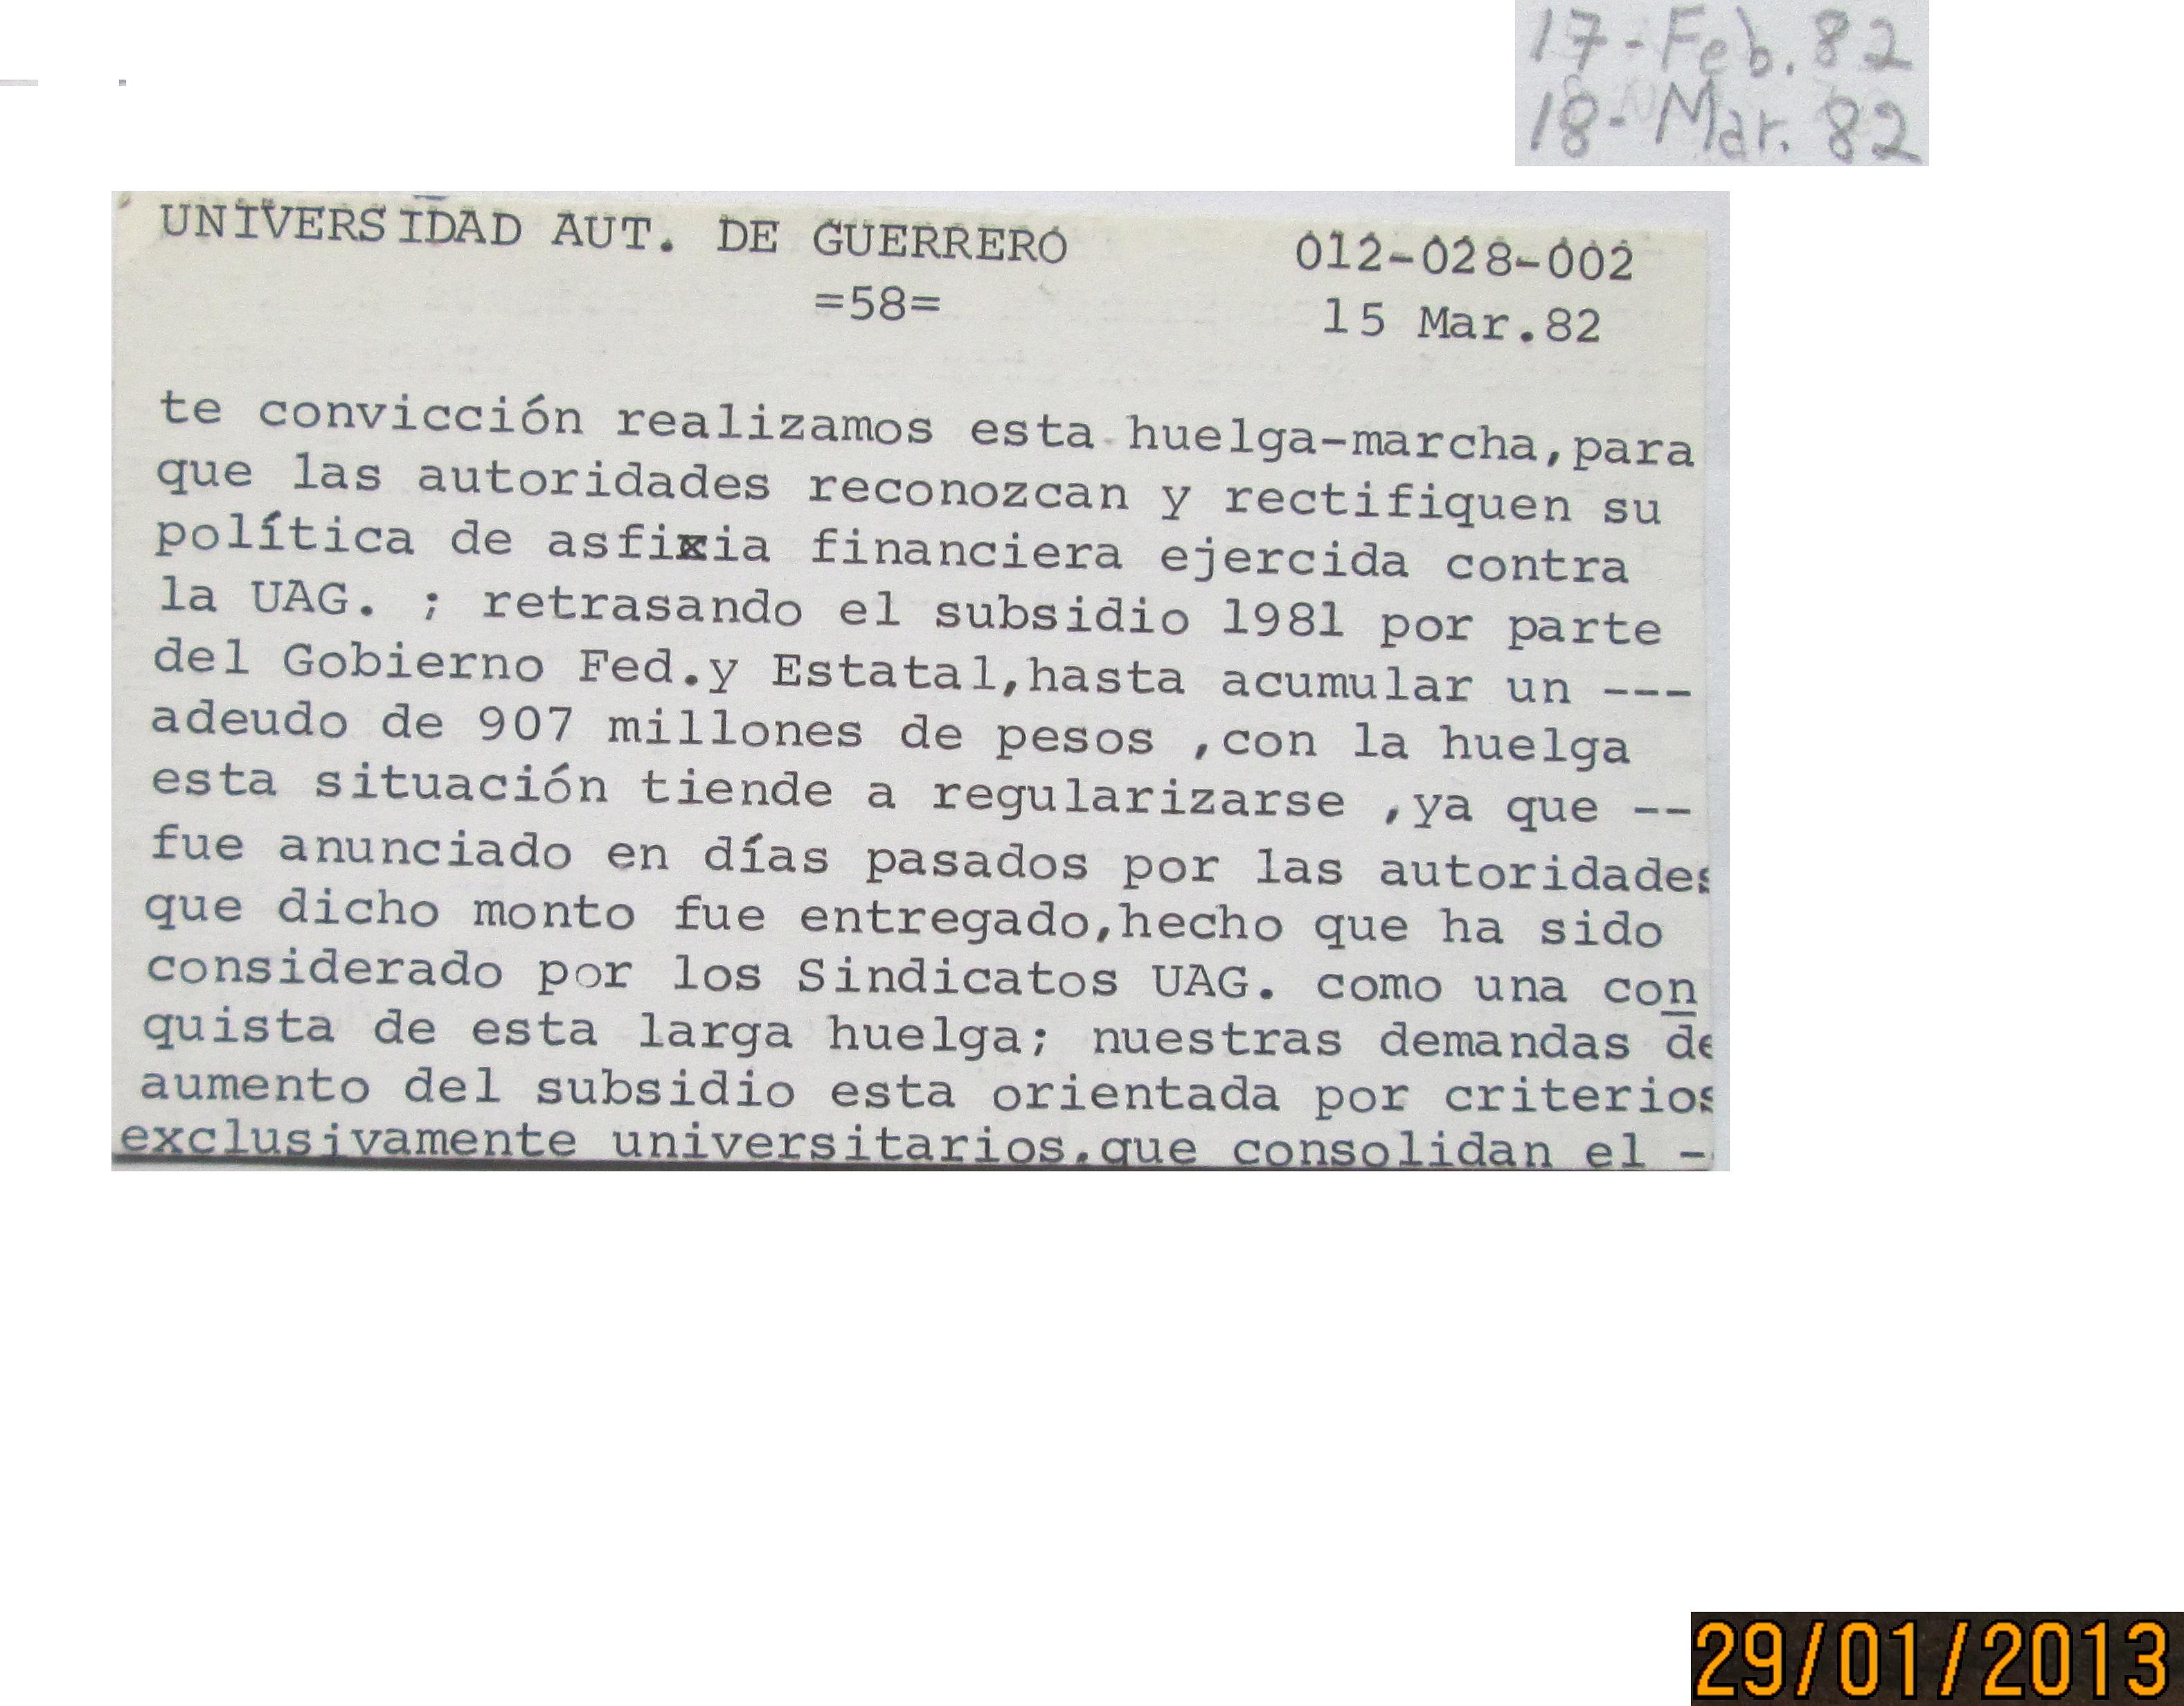 17-Feb. 82
18-Mar. 82
UNIVERSIDAD AUT. DE GUERRERO 012-028-002
=58= 15 Mar.82
te convicción realizamos esta huelga-marcha,para
que las autoridades reconozcan y rectifiquen su
política de asfixia financiera ejercida contra
la UAG. ; retrasando el subsidio 1981 por parte
del Gobierno Fed.y Estatal,hasta acumular un ---
adeudo de 907 millones de pesos ,con la huelga
esta situación tiende a regularizarse ,ya que --
fue anunciado en días pasados por las autoridades
que dicho monto fue entregado,hecho que ha sido
considerado por los Sindicatos UAG. como una con
quista de esta larga huelga; nuestras demandas de
aumento del subsidio esta orientada por criterios
exclusivamente universitarios,que consolidan el -
29/01/2013